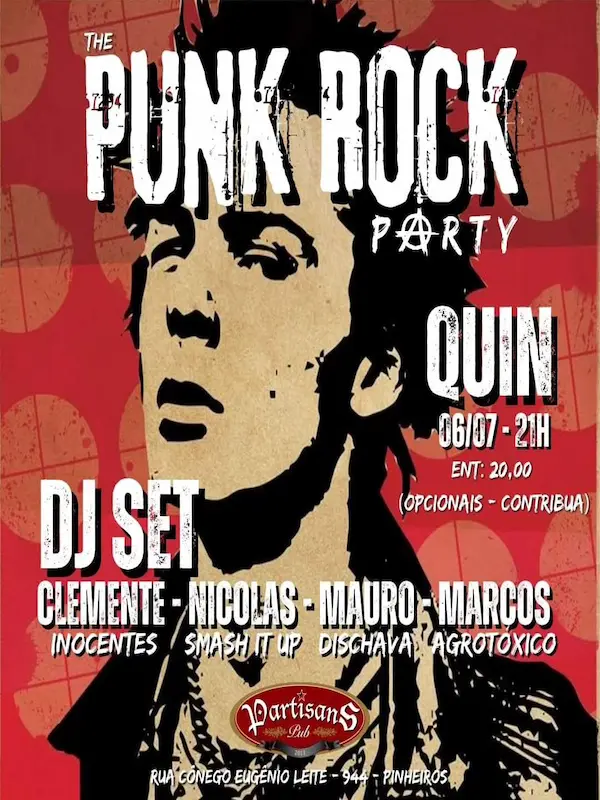 THE
PUNK ROCK
PARTY
QUIN
06/07 - 21H
ENT: 20,00
(OPCIONAIS - CONTRIBUA)
DJ SET
CLEMENTE - NICOLAS - MAURO - MARCOS
INOCENTES SMASH IT UP DISCHAVA AGROTÓXICO
Partisans
Pub
RUA CÔNEGO EUGÊNIO LEITE - 944 - PINHEIROS